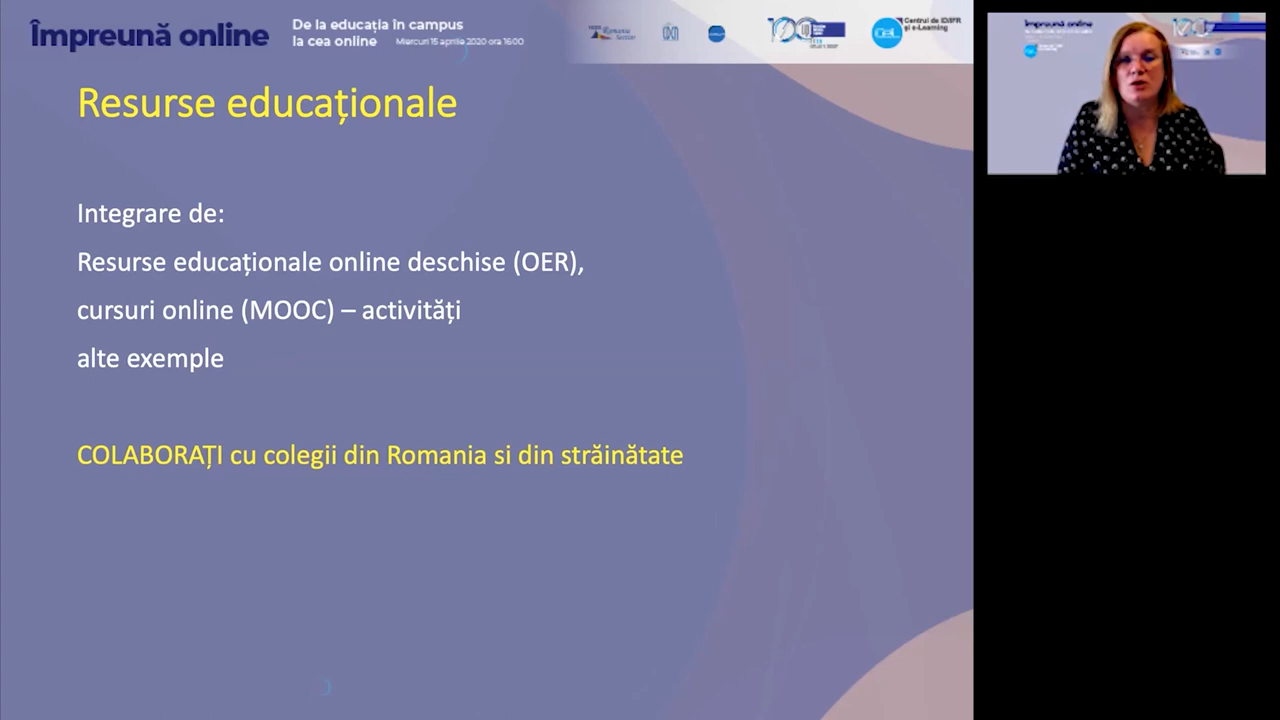 Împreună online
De la educația în campus
la cea online
Miercuri 15 aprilie 2020 ora 16:00
Centrul de ID/IFR
și e-Learning
Resurse educaționale
Integrare de:
Resurse educaționale online deschise (OER),
cursuri online (MOOC) – activități
alte exemple
COLABORAȚI cu colegii din Romania si din străinătate
Împreună online